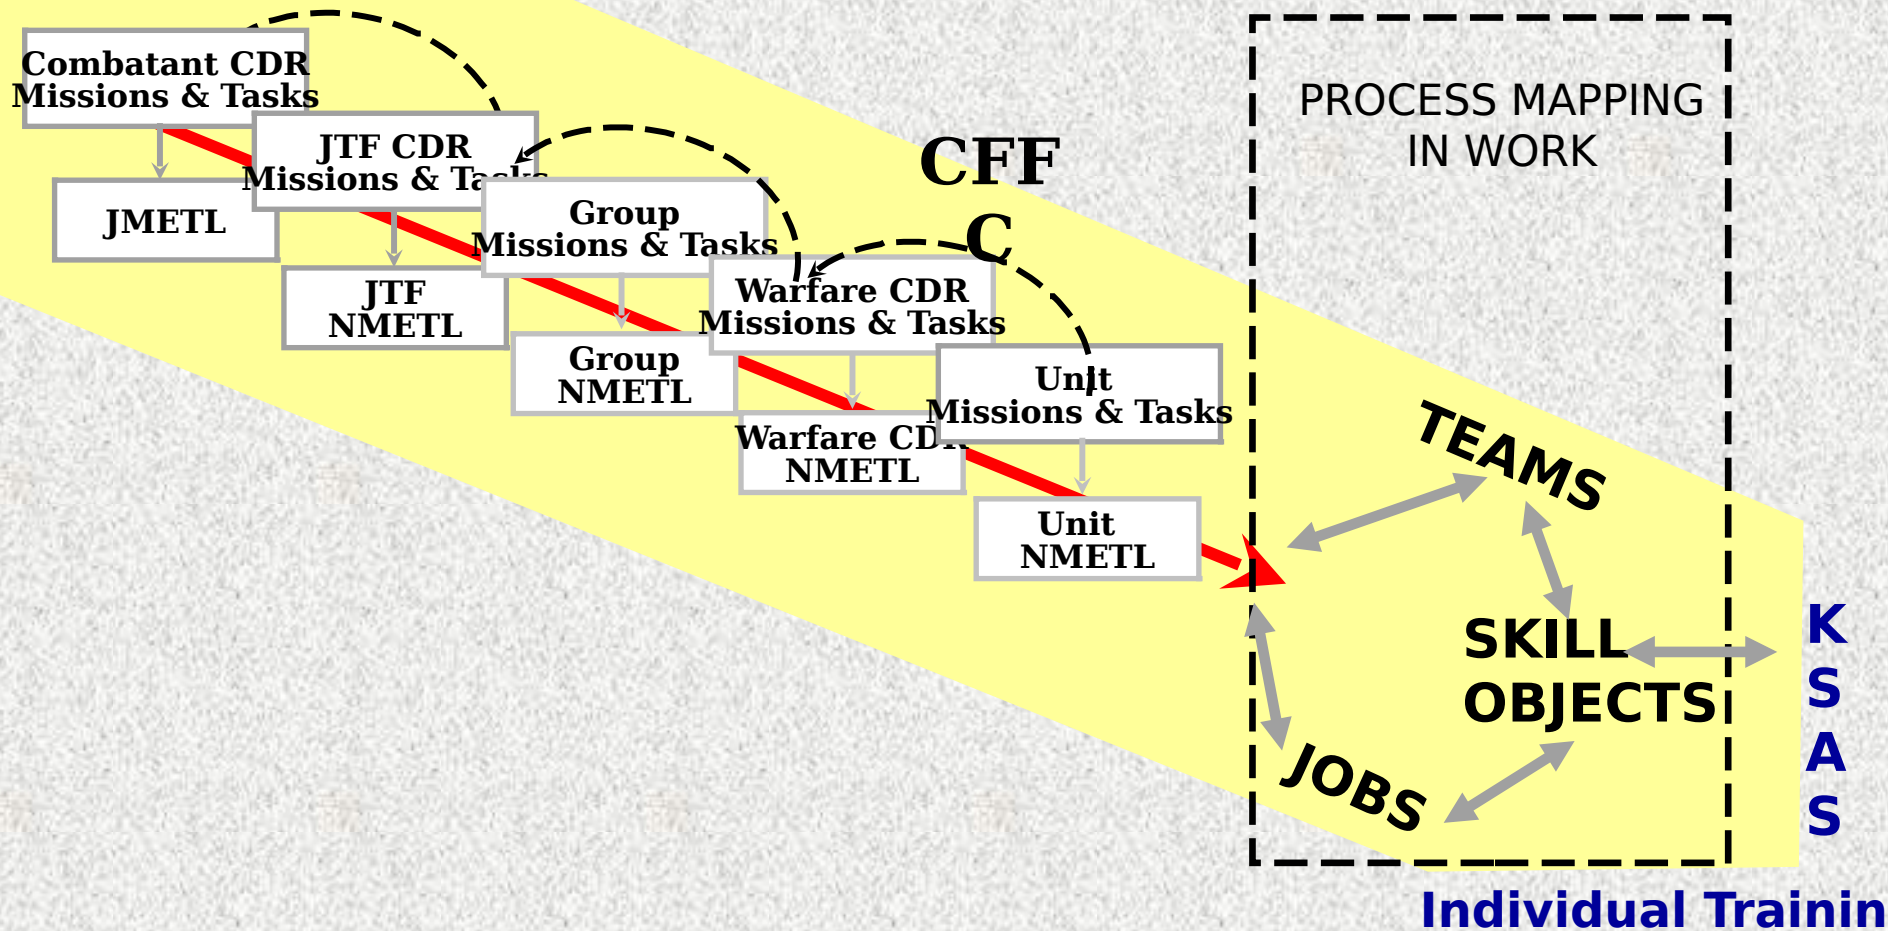 Combatant CDR
Missions & Tasks
JMETL
JTF CDR
Missions & Tasks
JTF
NMETL
Group
Missions & Tasks
Group
NMETL
Warfare CDR
Missions & Tasks
Warfare CDR
NMETL
Unit
Missions & Tasks
Unit
NMETL
CFF
C
PROCESS MAPPING
IN WORK
TEAMS
SKILL
OBJECTS
JOBS
K
S
A
S
Individual Trainin